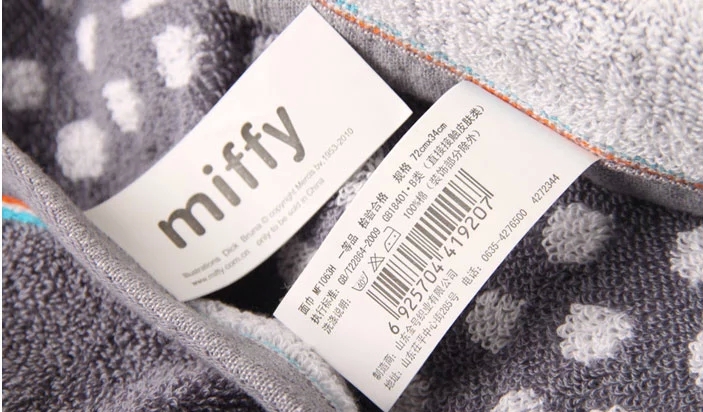 miffy
Illustrations Dick Bruna © copyright Mercis bv,1953-2010
www.miffy.com.cn only to be sold in China
面巾 MF1063H 一等品 检验合格 规格 72cmx34cm
执行标准: GB/T22864-2009 GB18401-B类(直接接触皮肤类)
洗涤说明: 100%棉(装饰部分除外)
6 925704 419207
制造商: 山东金号织业有限公司
地址: 山东茌平中心街285号 电话: 0635-4276500 4272344